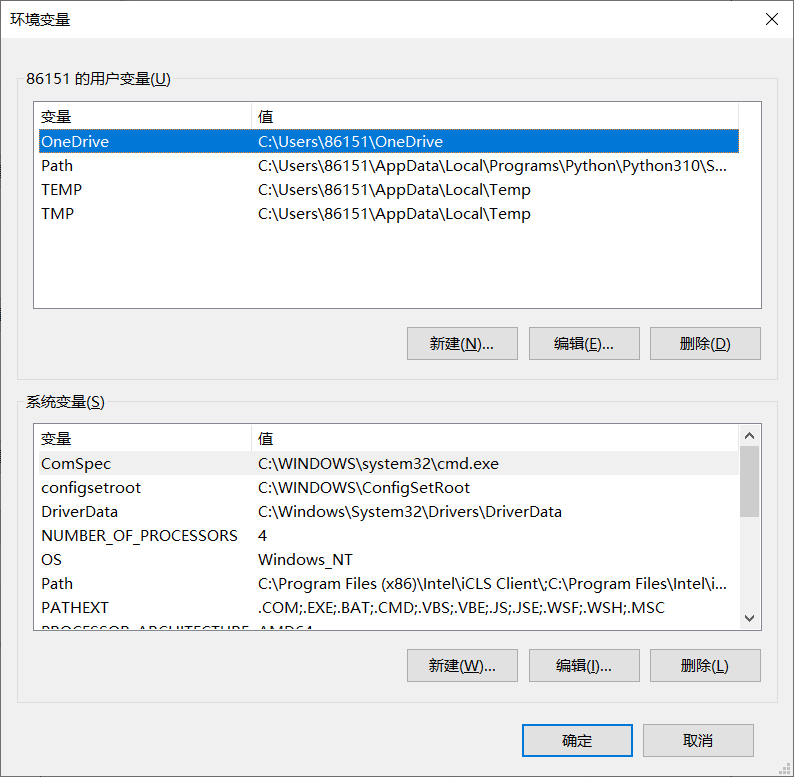 环境变量
86151 的用户变量(U)
变量 值
OneDrive C:\Users\86151\OneDrive
Path C:\Users\86151\AppData\Local\Programs\Python\Python310\S...
TEMP C:\Users\86151\AppData\Local\Temp
TMP C:\Users\86151\AppData\Local\Temp
新建(N)... 编辑(E)... 删除(D)
系统变量(S)
变量 值
ComSpec C:\WINDOWS\system32\cmd.exe
configsetroot C:\WINDOWS\ConfigSetRoot
DriverData C:\Windows\System32\Drivers\DriverData
NUMBER_OF_PROCESSORS 4
OS Windows_NT
Path C:\Program Files (x86)\Intel\iCLS Client\;C:\Program Files\Intel\i...
PATHEXT .COM;.EXE;.BAT;.CMD;.VBS;.VBE;.JS;.JSE;.WSF;.WSH;.MSC
PROCESSOR_ARCHITECTURE AMD64
新建(W)... 编辑(I)... 删除(L)
确定 取消